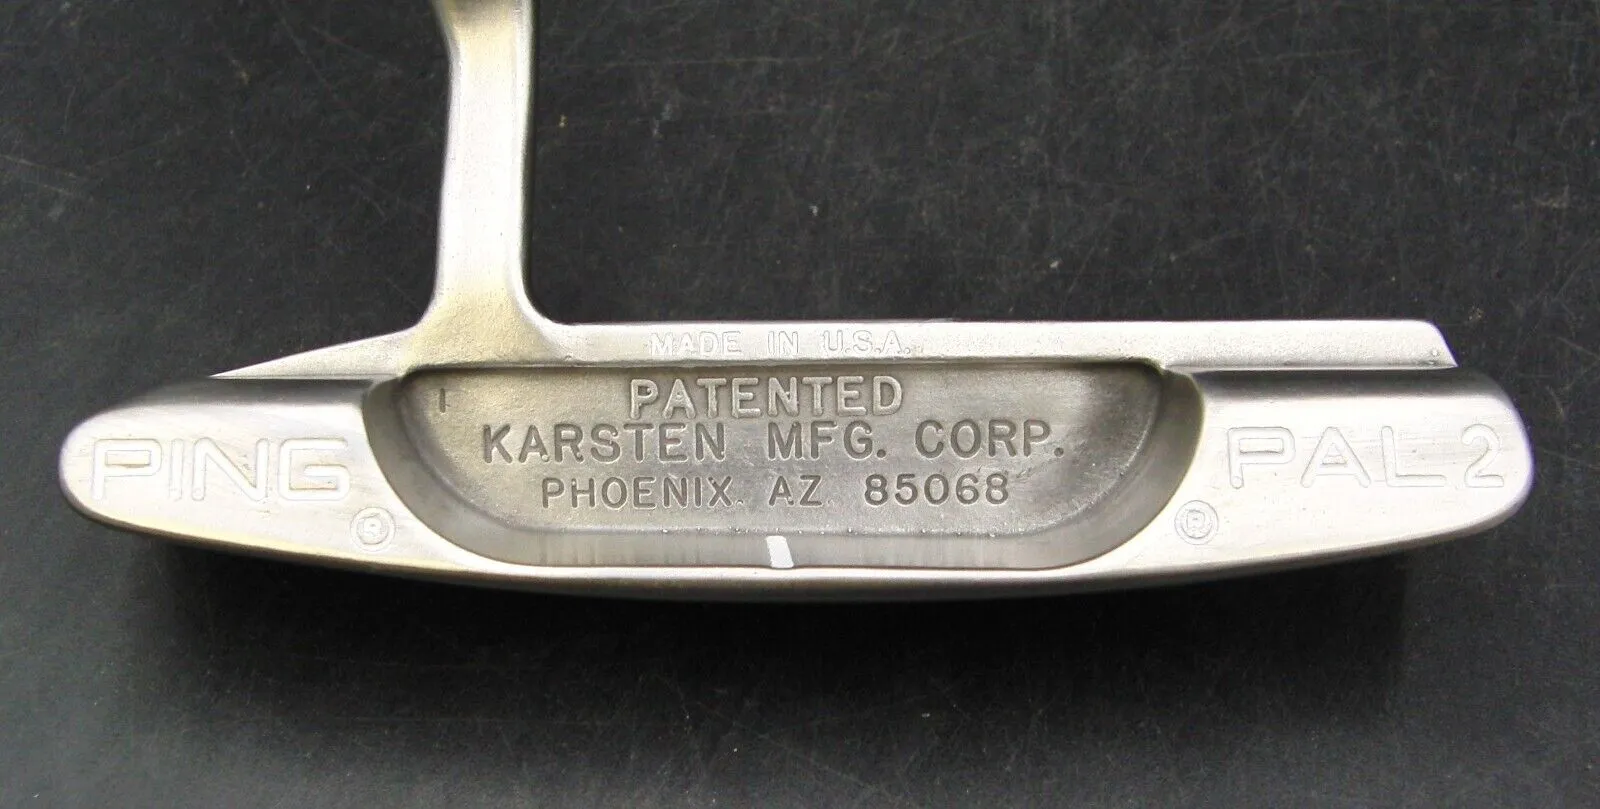 MADE IN U.S.A.
PATENTED
KARSTEN MFG. CORP.
PHOENIX. AZ. 85068
PING
PAL 2
®